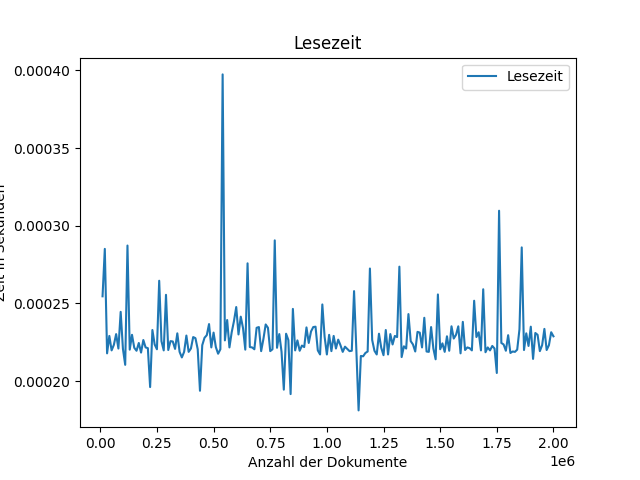 Lesezeit
Lesezeit
0.00040
0.00035
0.00030
0.00025
0.00020
Zeit in Sekunden
0.00 0.25 0.50 0.75 1.00 1.25 1.50 1.75 2.00
1e6
Anzahl der Dokumente